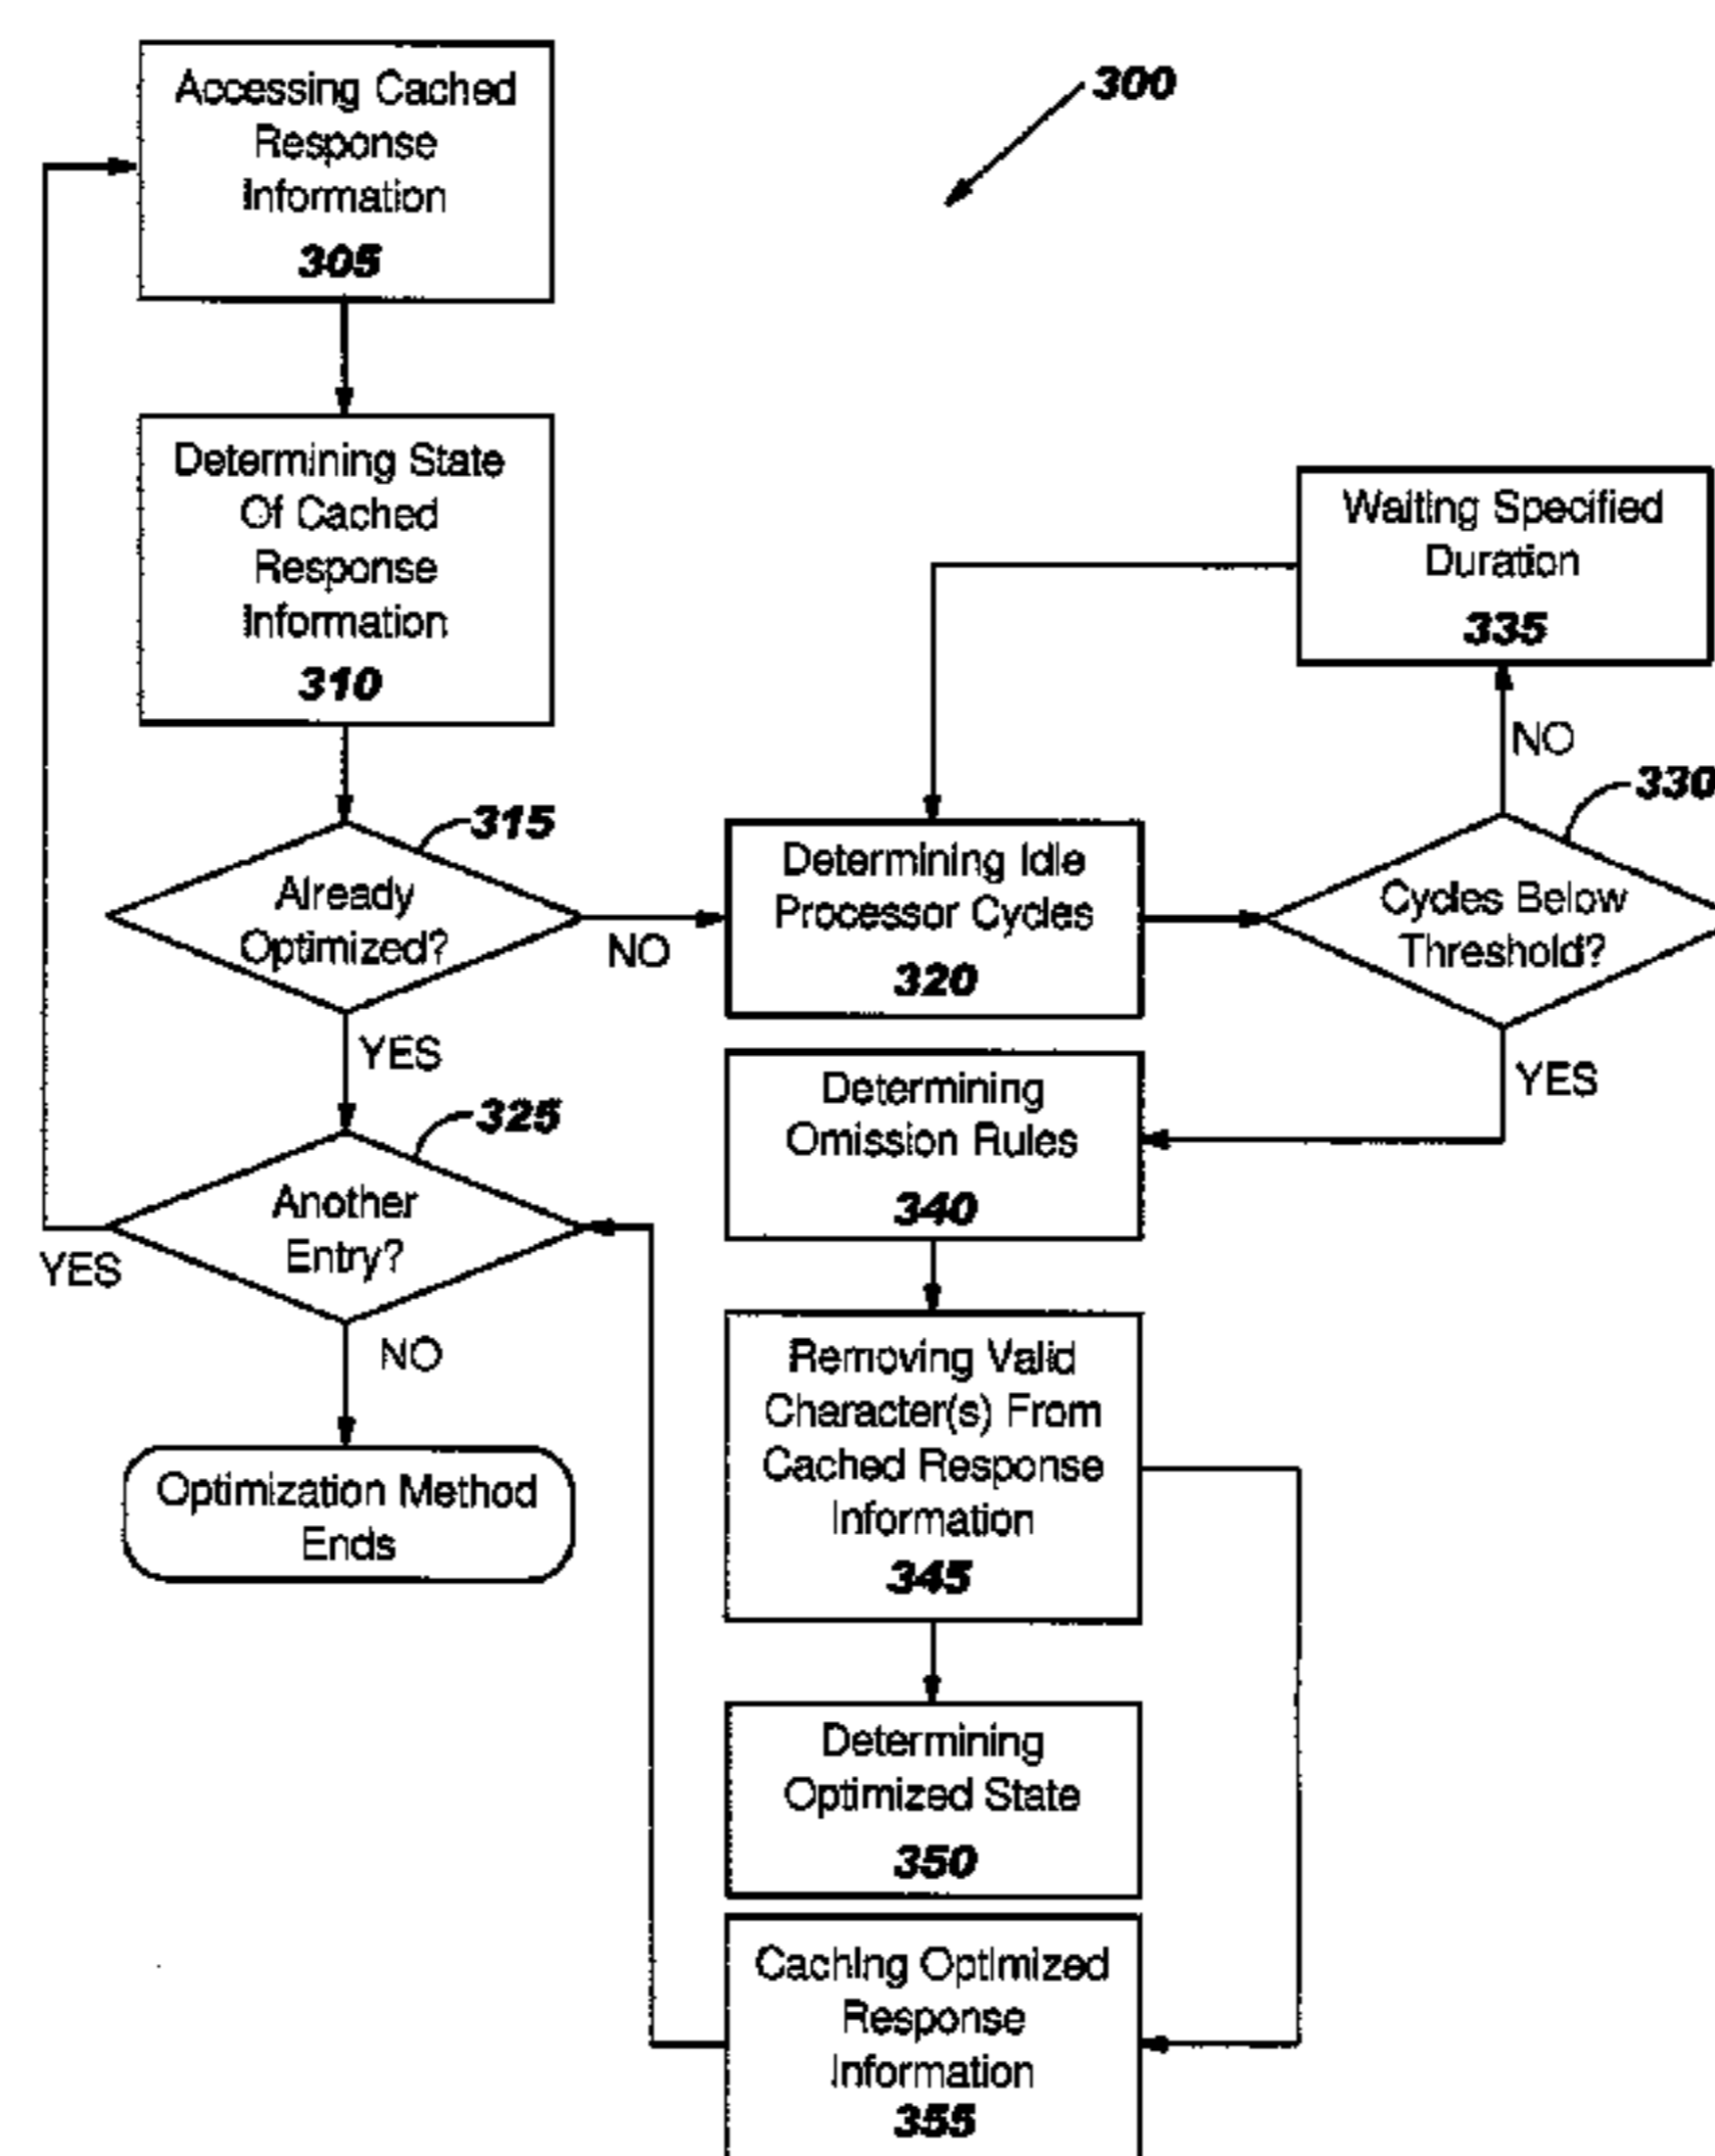 300
Accessing Cached
Response
Information
305
Determining State
Of Cached
Response
Information
310
315
Already
Optimized?
NO
YES
325
Another
Entry?
YES
NO
Optimization Method
Ends
Determining Idle
Processor Cycles
320
Waiting Specified
Duration
335
NO
330
Cycles Below
Threshold?
YES
Determining
Omission Rules
340
Removing Valid
Character(s) From
Cached Response
Information
345
Determining
Optimized State
350
Caching Optimized
Response
Information
355